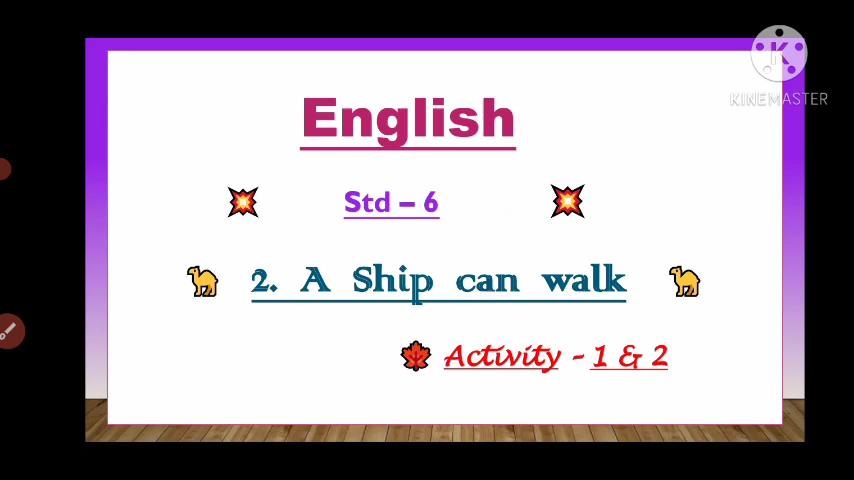 K
KINEMASTER
English
Std – 6
2. A Ship can walk
Activity - 1 & 2